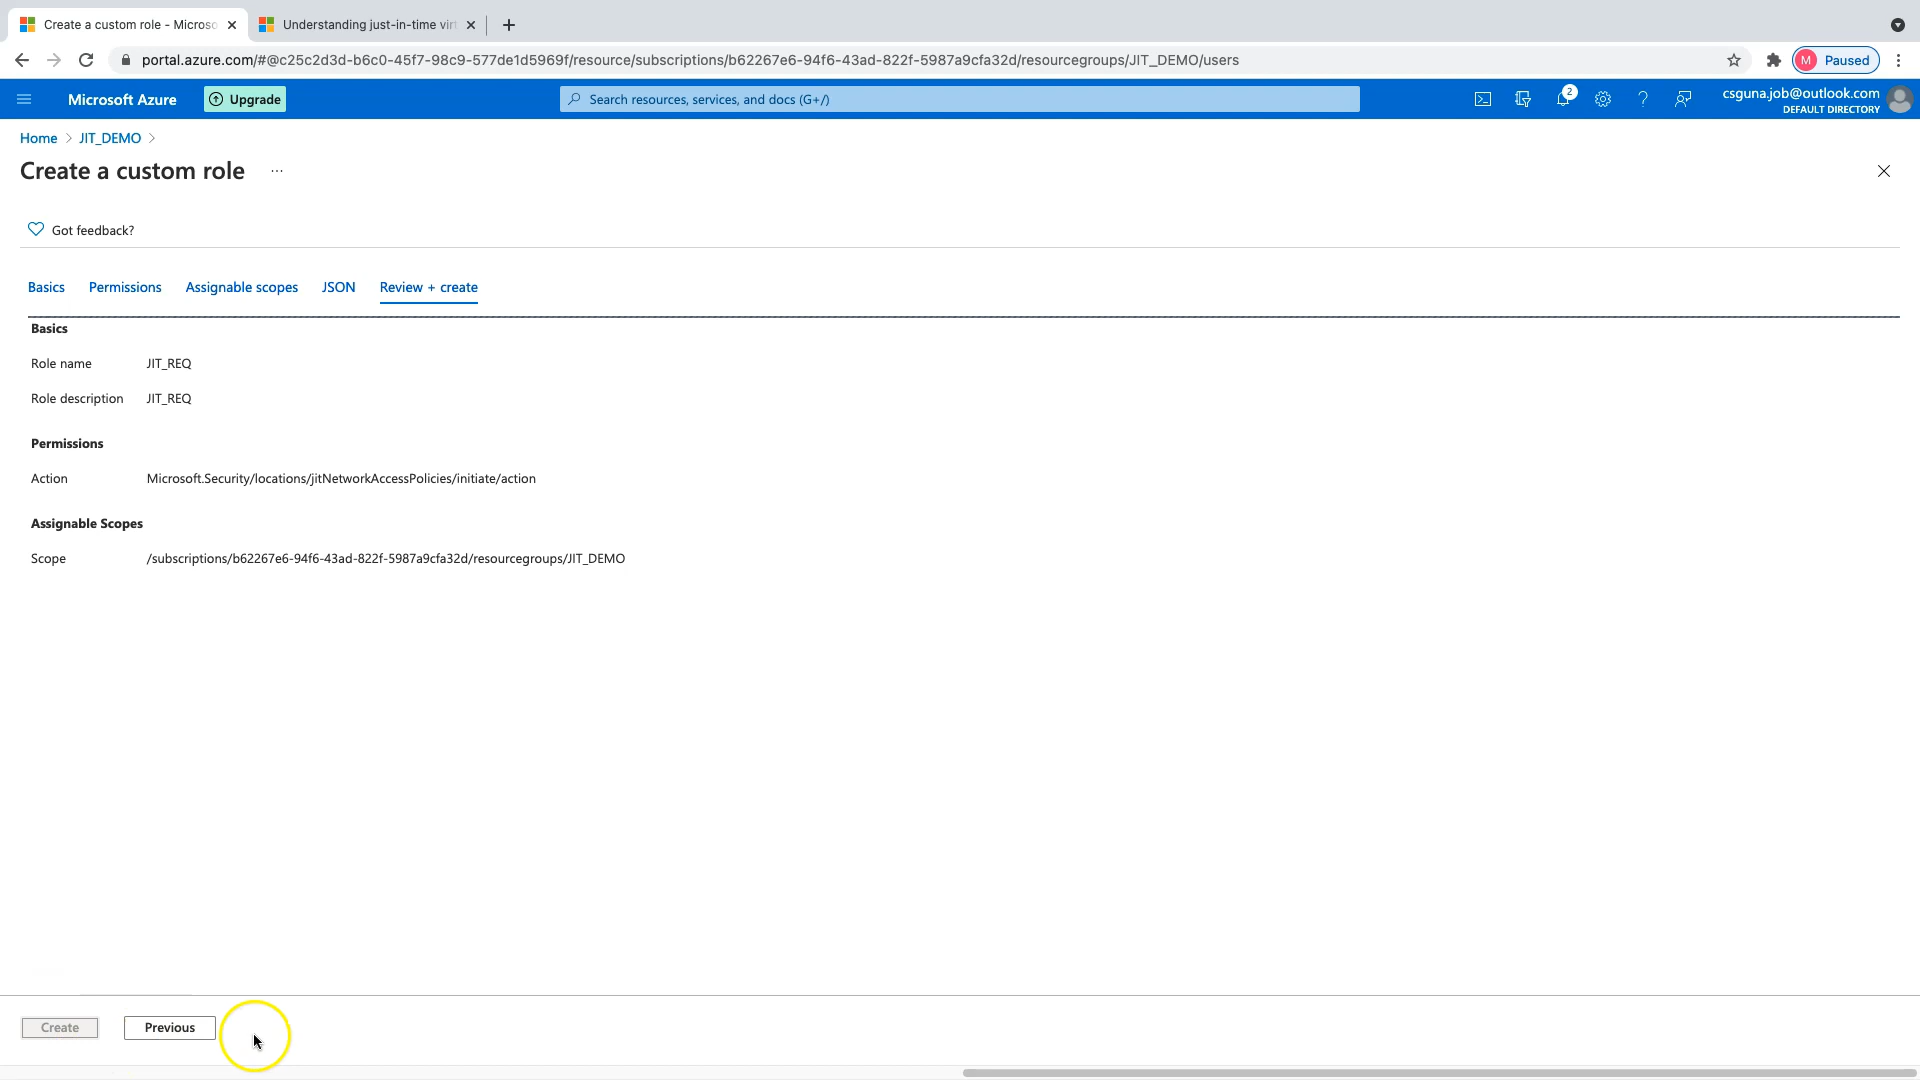 Create a custom role - Microso
Understanding just-in-time virt
portal.azure.com/#@c25c2d3d-b6c0-45f7-98c9-577de1d5969f/resource/subscriptions/b62267e6-94f6-43ad-822f-5987a9cfa32d/resourcegroups/JIT_DEMO/users
M
Paused
Microsoft Azure
Upgrade
Search resources, services, and docs (G+/)
2
csguna.job@outlook.com
DEFAULT DIRECTORY
Home > JIT_DEMO >
Create a custom role ...
Got feedback?
Basics Permissions Assignable scopes JSON Review + create
Basics
Role name JIT_REQ
Role description JIT_REQ
Permissions
Action Microsoft.Security/locations/jitNetworkAccessPolicies/initiate/action
Assignable Scopes
Scope /subscriptions/b62267e6-94f6-43ad-822f-5987a9cfa32d/resourcegroups/JIT_DEMO
Create Previous